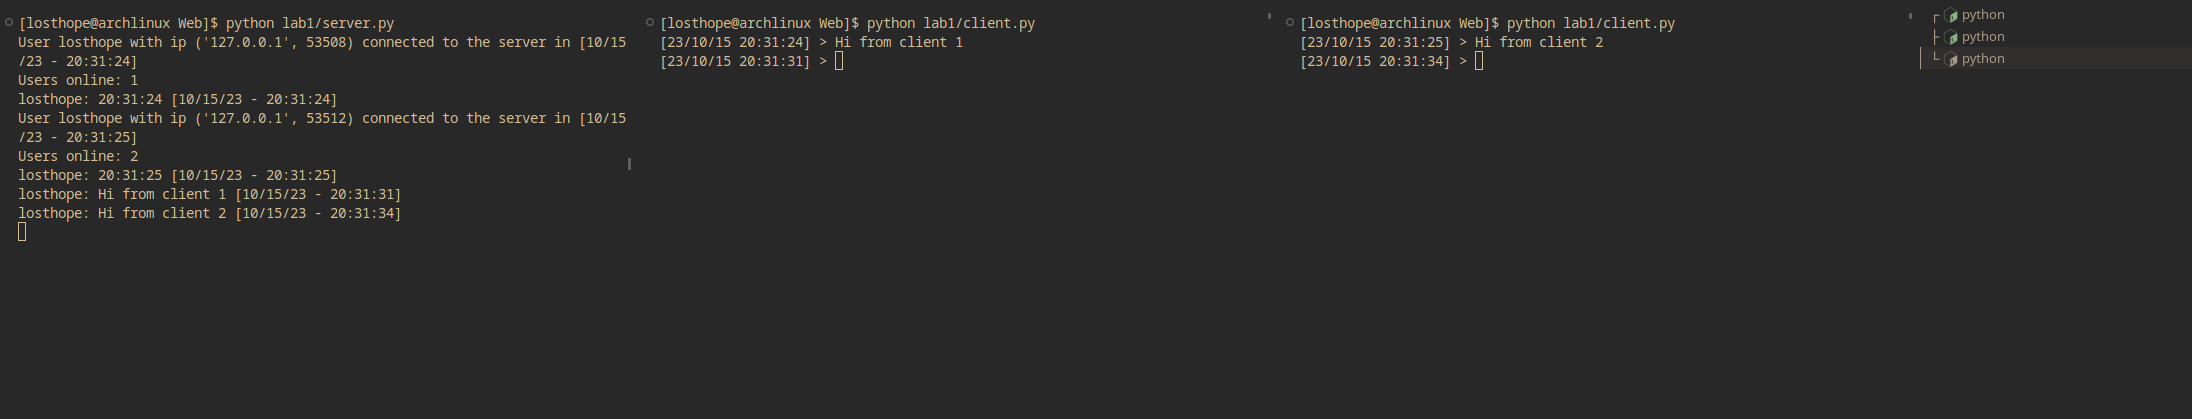 [losthope@archlinux Web]$ python lab1/server.py
User losthope with ip ('127.0.0.1', 53508) connected to the server in [10/15
/23 - 20:31:24]
Users online: 1
losthope: 20:31:24 [10/15/23 - 20:31:24]
User losthope with ip ('127.0.0.1', 53512) connected to the server in [10/15
/23 - 20:31:25]
Users online: 2
losthope: 20:31:25 [10/15/23 - 20:31:25]
losthope: Hi from client 1 [10/15/23 - 20:31:31]
losthope: Hi from client 2 [10/15/23 - 20:31:34]
[losthope@archlinux Web]$ python lab1/client.py
[23/10/15 20:31:24] > Hi from client 1
[23/10/15 20:31:31] >
[losthope@archlinux Web]$ python lab1/client.py
[23/10/15 20:31:25] > Hi from client 2
[23/10/15 20:31:34] >
python
python
python